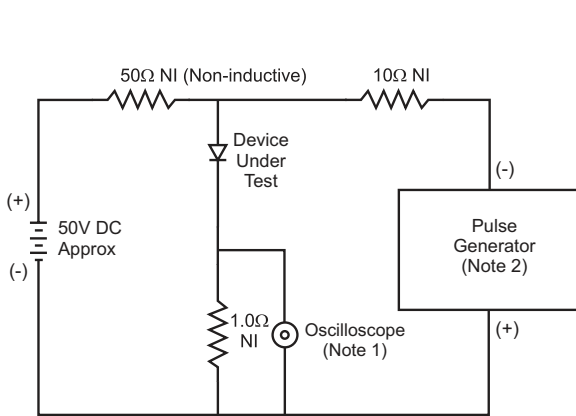 50Ω NI (Non-inductive)
10Ω NI
Device
Under
Test
(-)
(+)
50V DC
Approx
(-)
Pulse
Generator
(Note 2)
1.0Ω
NI
Oscilloscope
(Note 1)
(+)